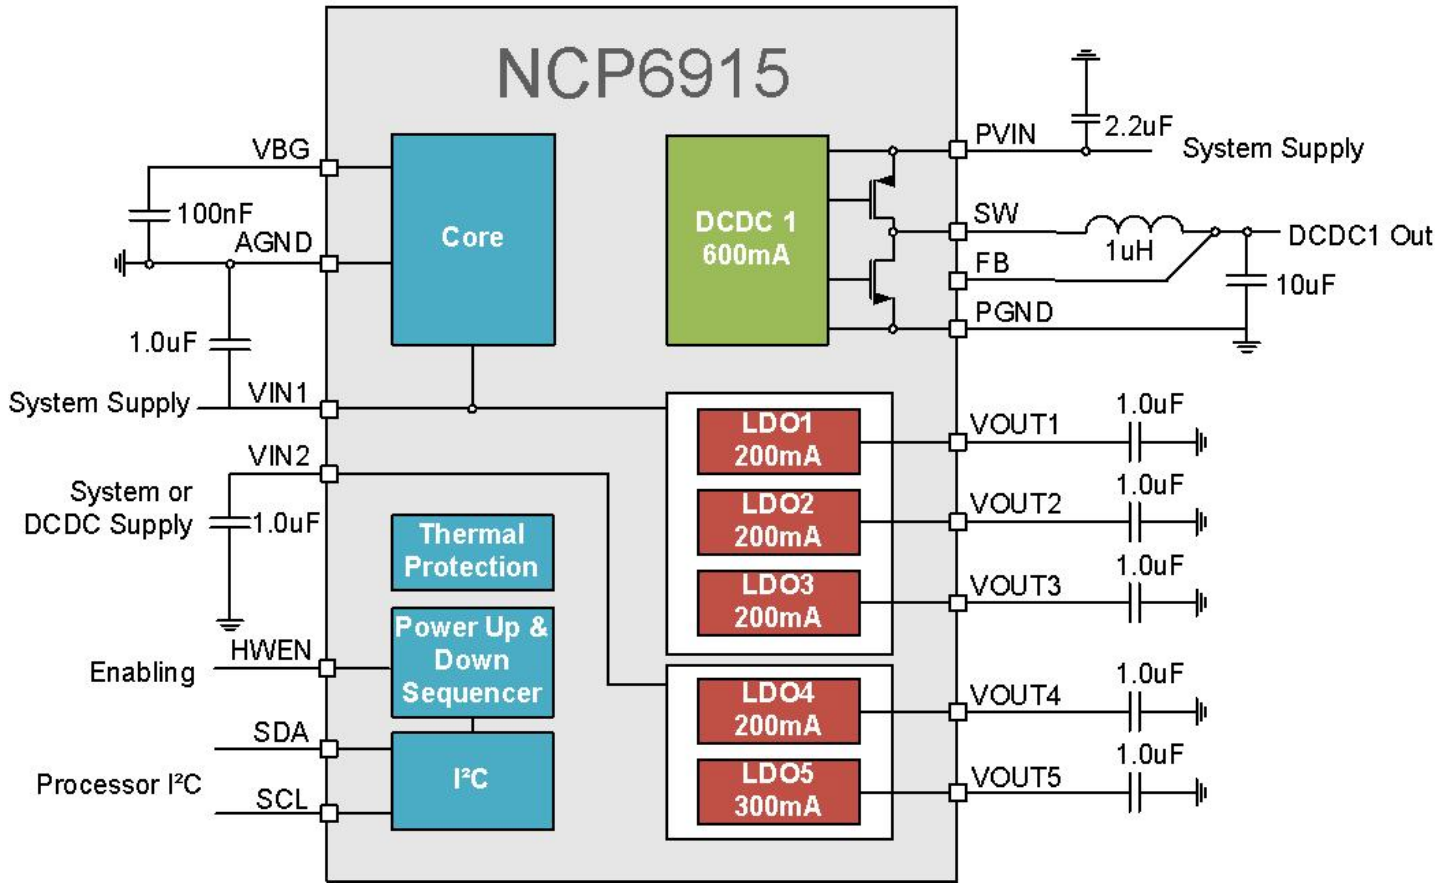 NCP6915
VBG
100nF
AGND
1.0uF
System Supply
VIN1
VIN2
System or
DCDC Supply
1.0uF
Enabling
HWEN
Processor I²C
SDA
SCL
Core
Thermal
Protection
Power Up &
Down
Sequencer
I²C
DCDC 1
600mA
LDO1
200mA
LDO2
200mA
LDO3
200mA
LDO4
200mA
LDO5
300mA
PVIN
2.2uF
System Supply
SW
1uH
DCDC1 Out
FB
10uF
PGND
VOUT1
1.0uF
VOUT2
1.0uF
VOUT3
1.0uF
VOUT4
1.0uF
VOUT5
1.0uF